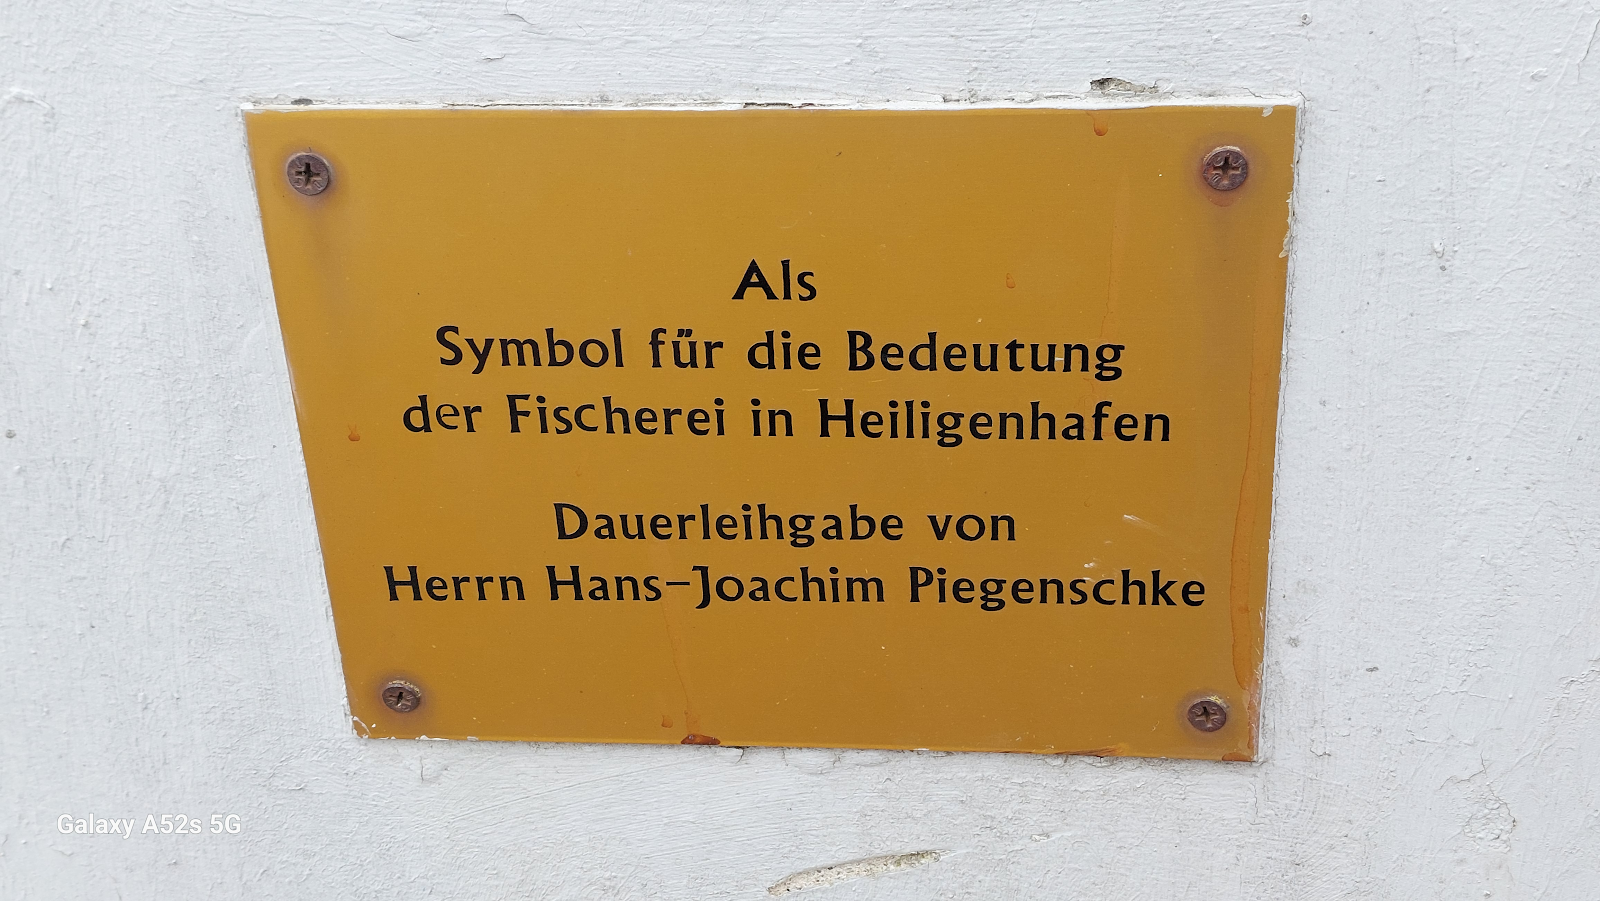 Als
Symbol für die Bedeutung
der Fischerei in Heiligenhafen
Dauerleihgabe von
Herrn Hans-Joachim Piegenschke
Galaxy A52s 5G